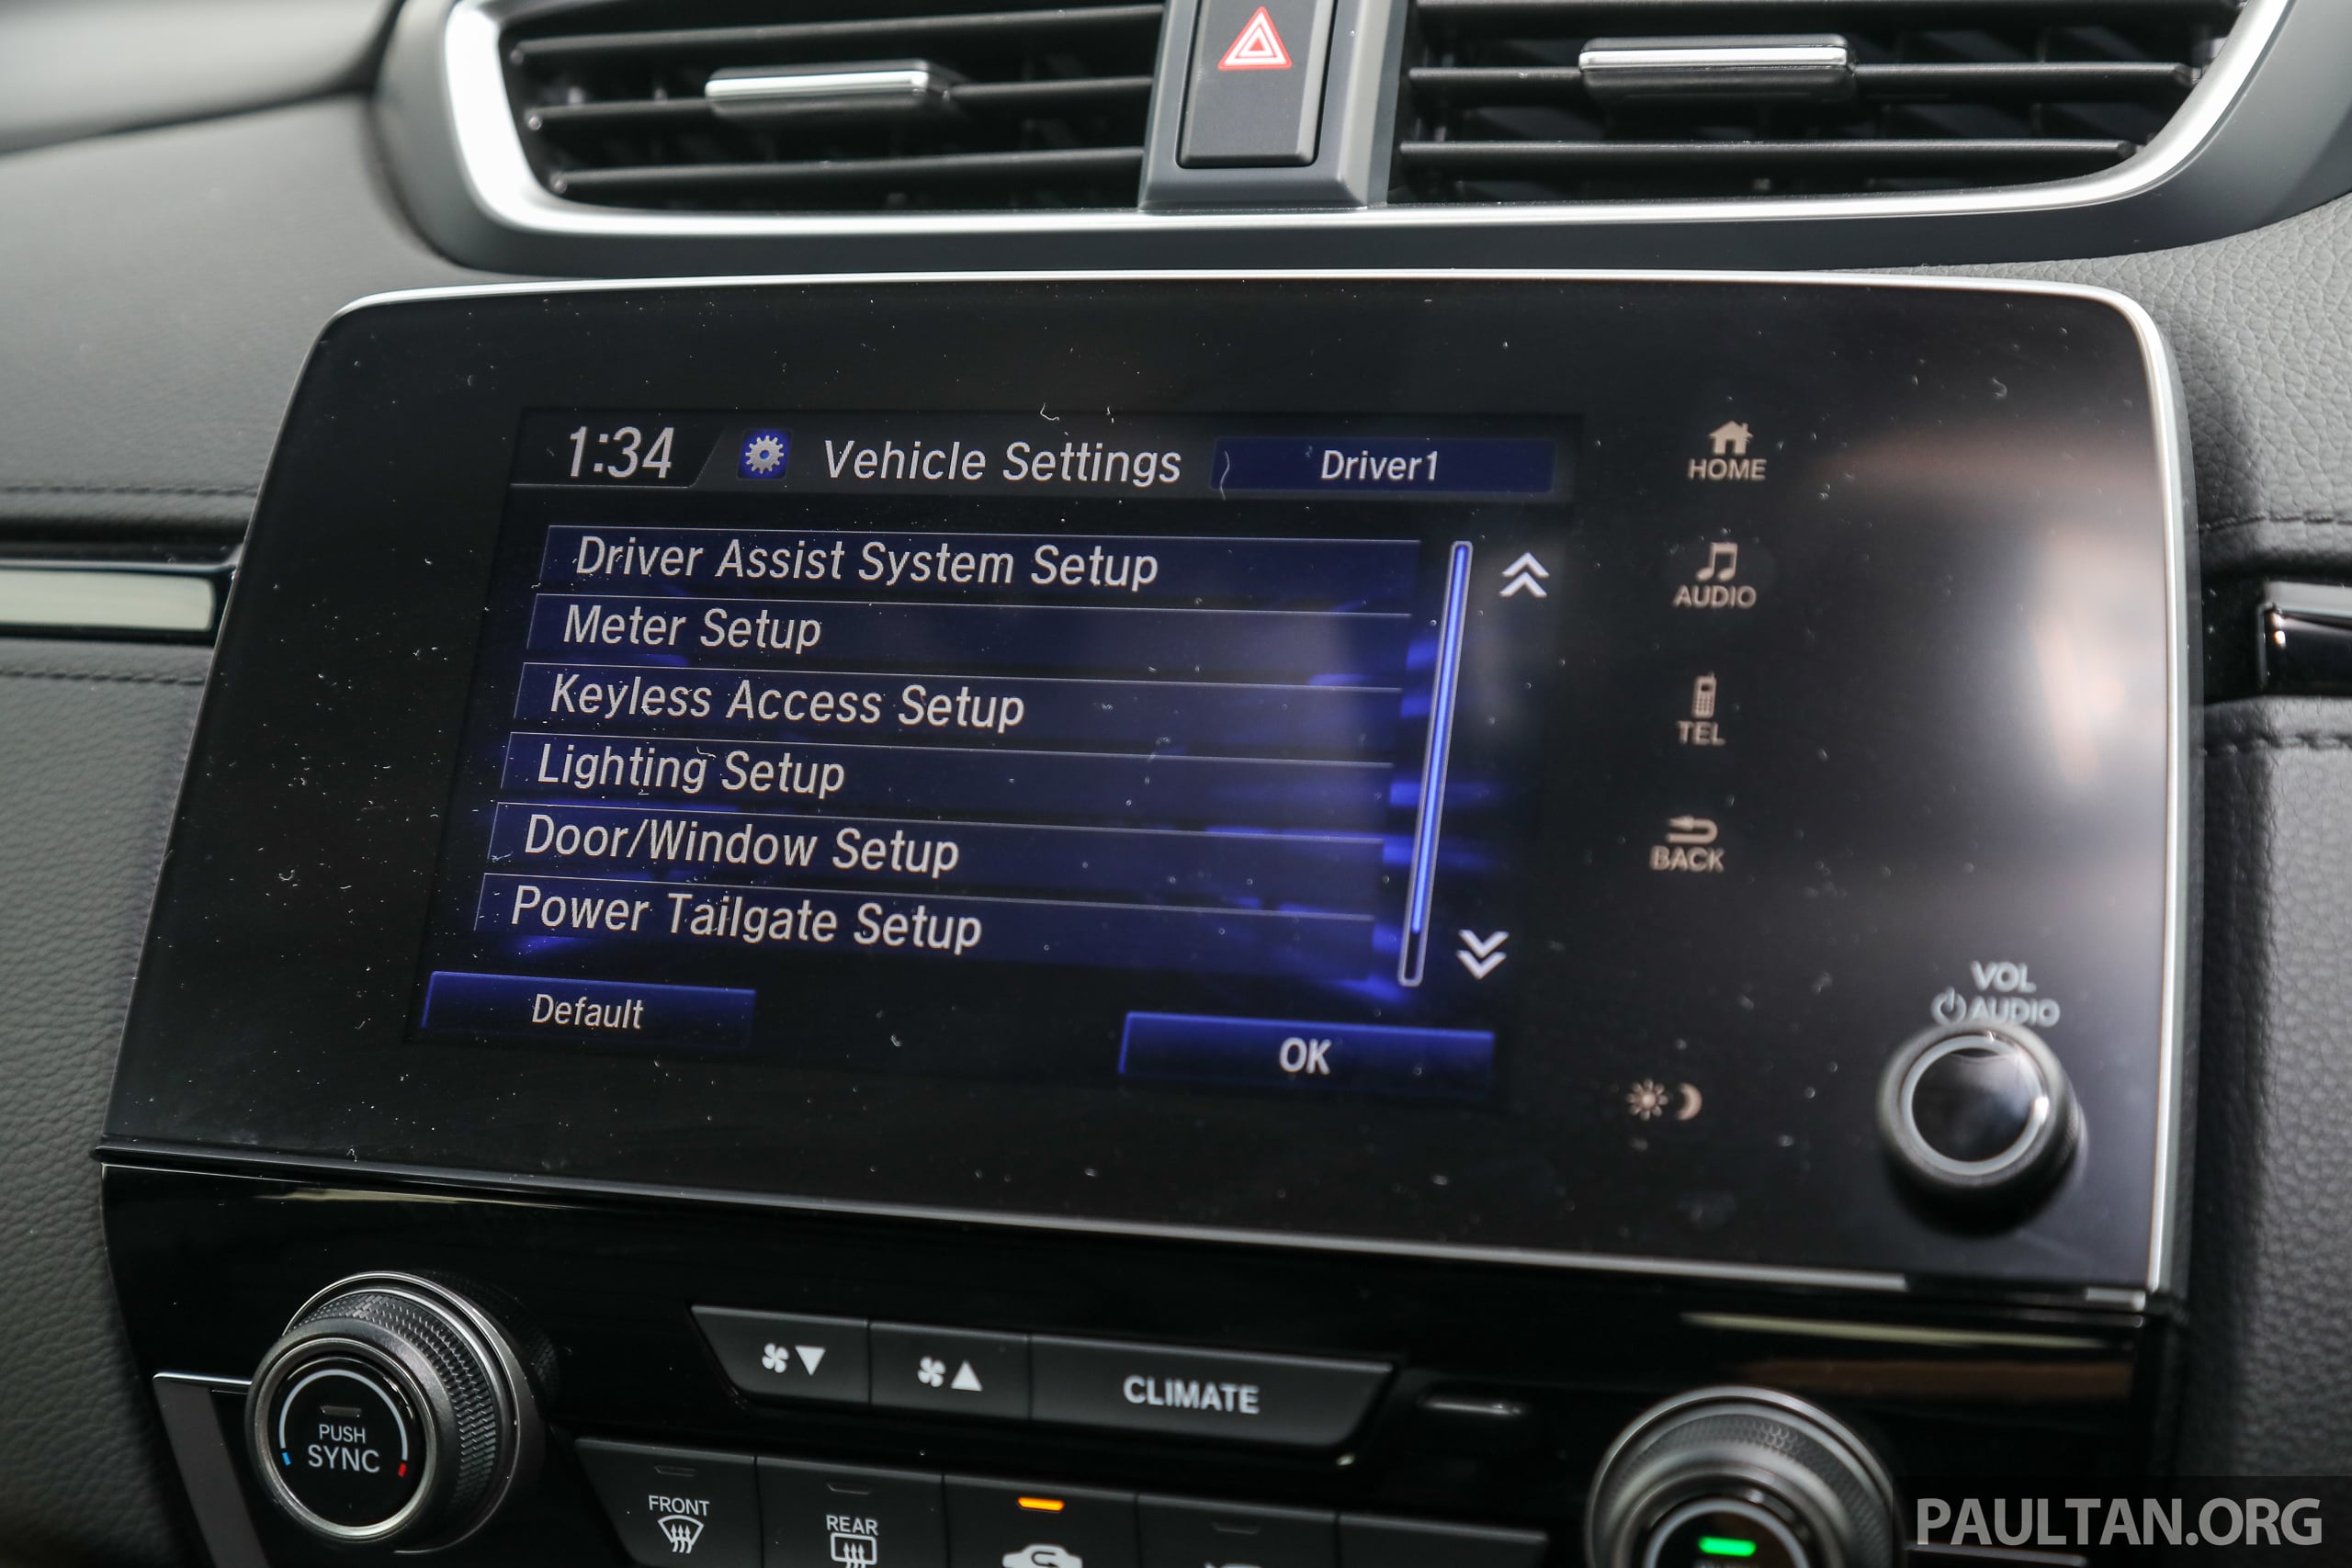 1:34 Vehicle Settings Driver1
HOME
Driver Assist System Setup
AUDIO
Meter Setup
Keyless Access Setup
TEL
Lighting Setup
Door/Window Setup
BACK
Power Tailgate Setup
Default
OK
VOL
AUDIO
CLIMATE
PUSH
SYNC
FRONT
REAR
PAULTAN.ORG